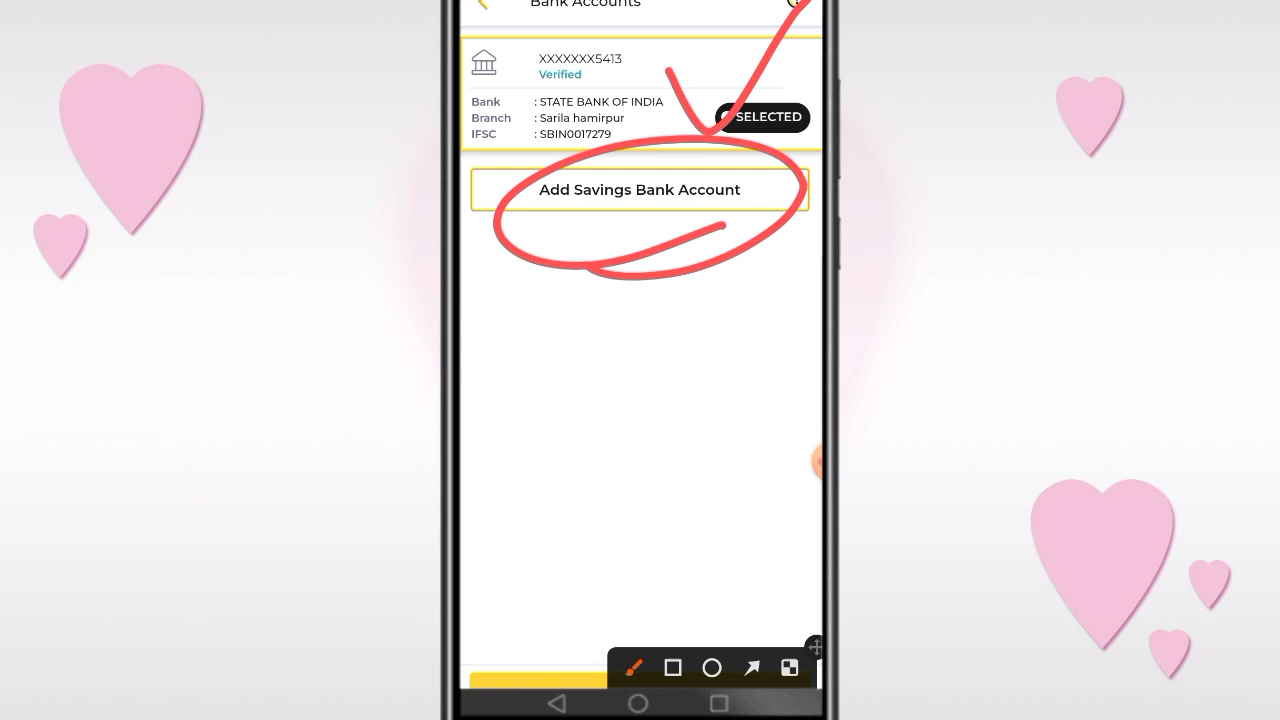 Bank Accounts
XXXXXXX5413
Verified
Bank : STATE BANK OF INDIA
Branch : Sarila hamirpur
IFSC : SBIN0017279
SELECTED
Add Savings Bank Account